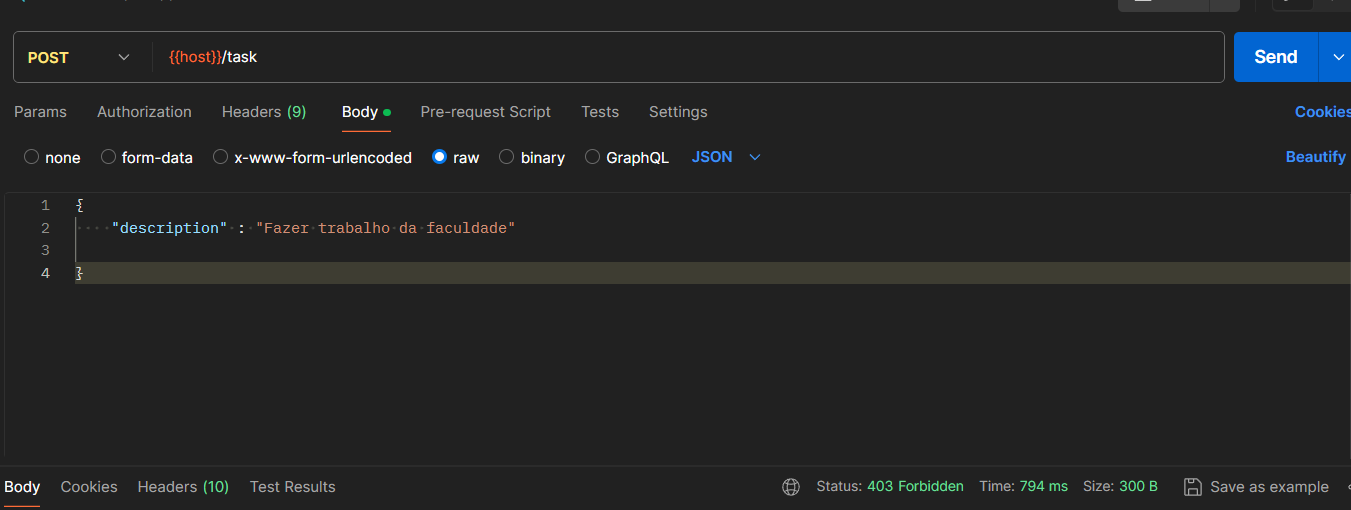 POST {{host}}/task Send
Params Authorization Headers (9) Body Pre-request Script Tests Settings Cookies
none form-data x-www-form-urlencoded raw binary GraphQL JSON Beautify
1 {
2 "description" : "Fazer trabalho da faculdade"
3
4 }
Body Cookies Headers (10) Test Results Status: 403 Forbidden Time: 794 ms Size: 300 B Save as example